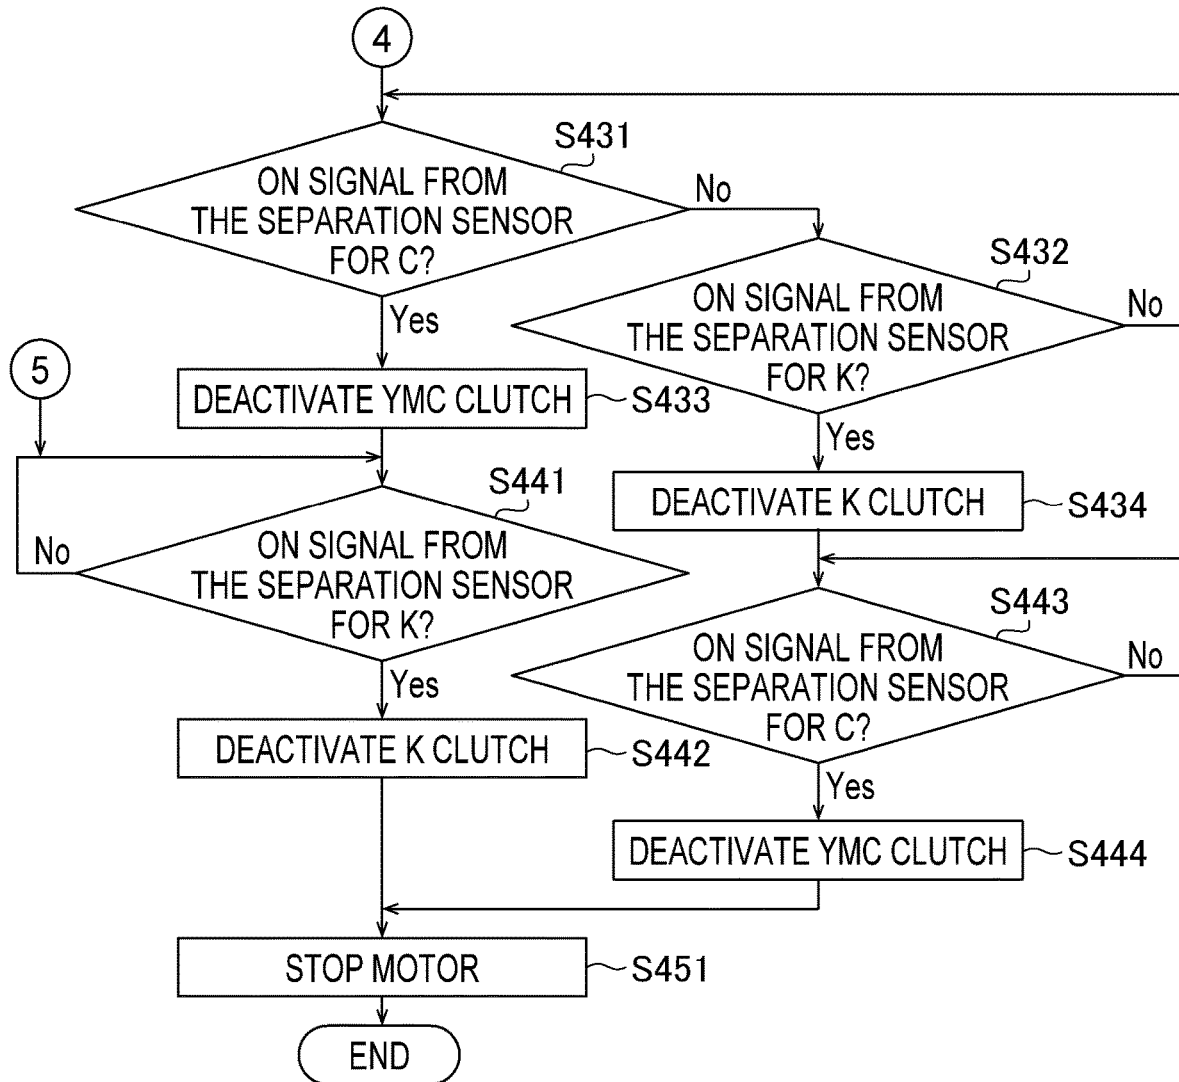 4
S431
ON SIGNAL FROM
THE SEPARATION SENSOR
FOR C?
No
Yes
S432
ON SIGNAL FROM
THE SEPARATION SENSOR
FOR K?
No
Yes
5
DEACTIVATE YMC CLUTCH
S433
S441
ON SIGNAL FROM
THE SEPARATION SENSOR
FOR K?
No
Yes
DEACTIVATE K CLUTCH
S434
S443
ON SIGNAL FROM
THE SEPARATION SENSOR
FOR C?
No
Yes
DEACTIVATE K CLUTCH
S442
DEACTIVATE YMC CLUTCH
S444
STOP MOTOR
S451
END